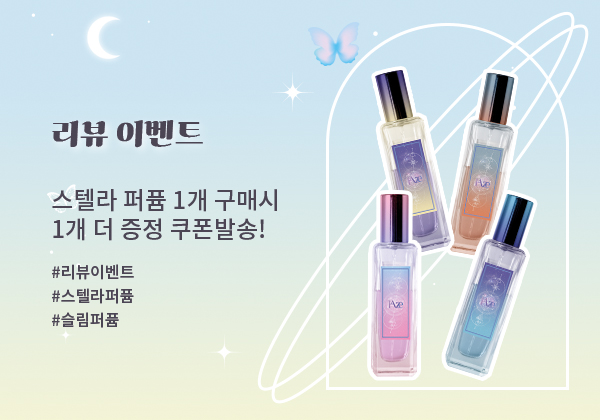 리뷰 이벤트
스텔라 퍼퓸 1개 구매시
1개 더 증정 쿠폰발송!
#리뷰이벤트
#스텔라퍼퓸
#슬림퍼퓸